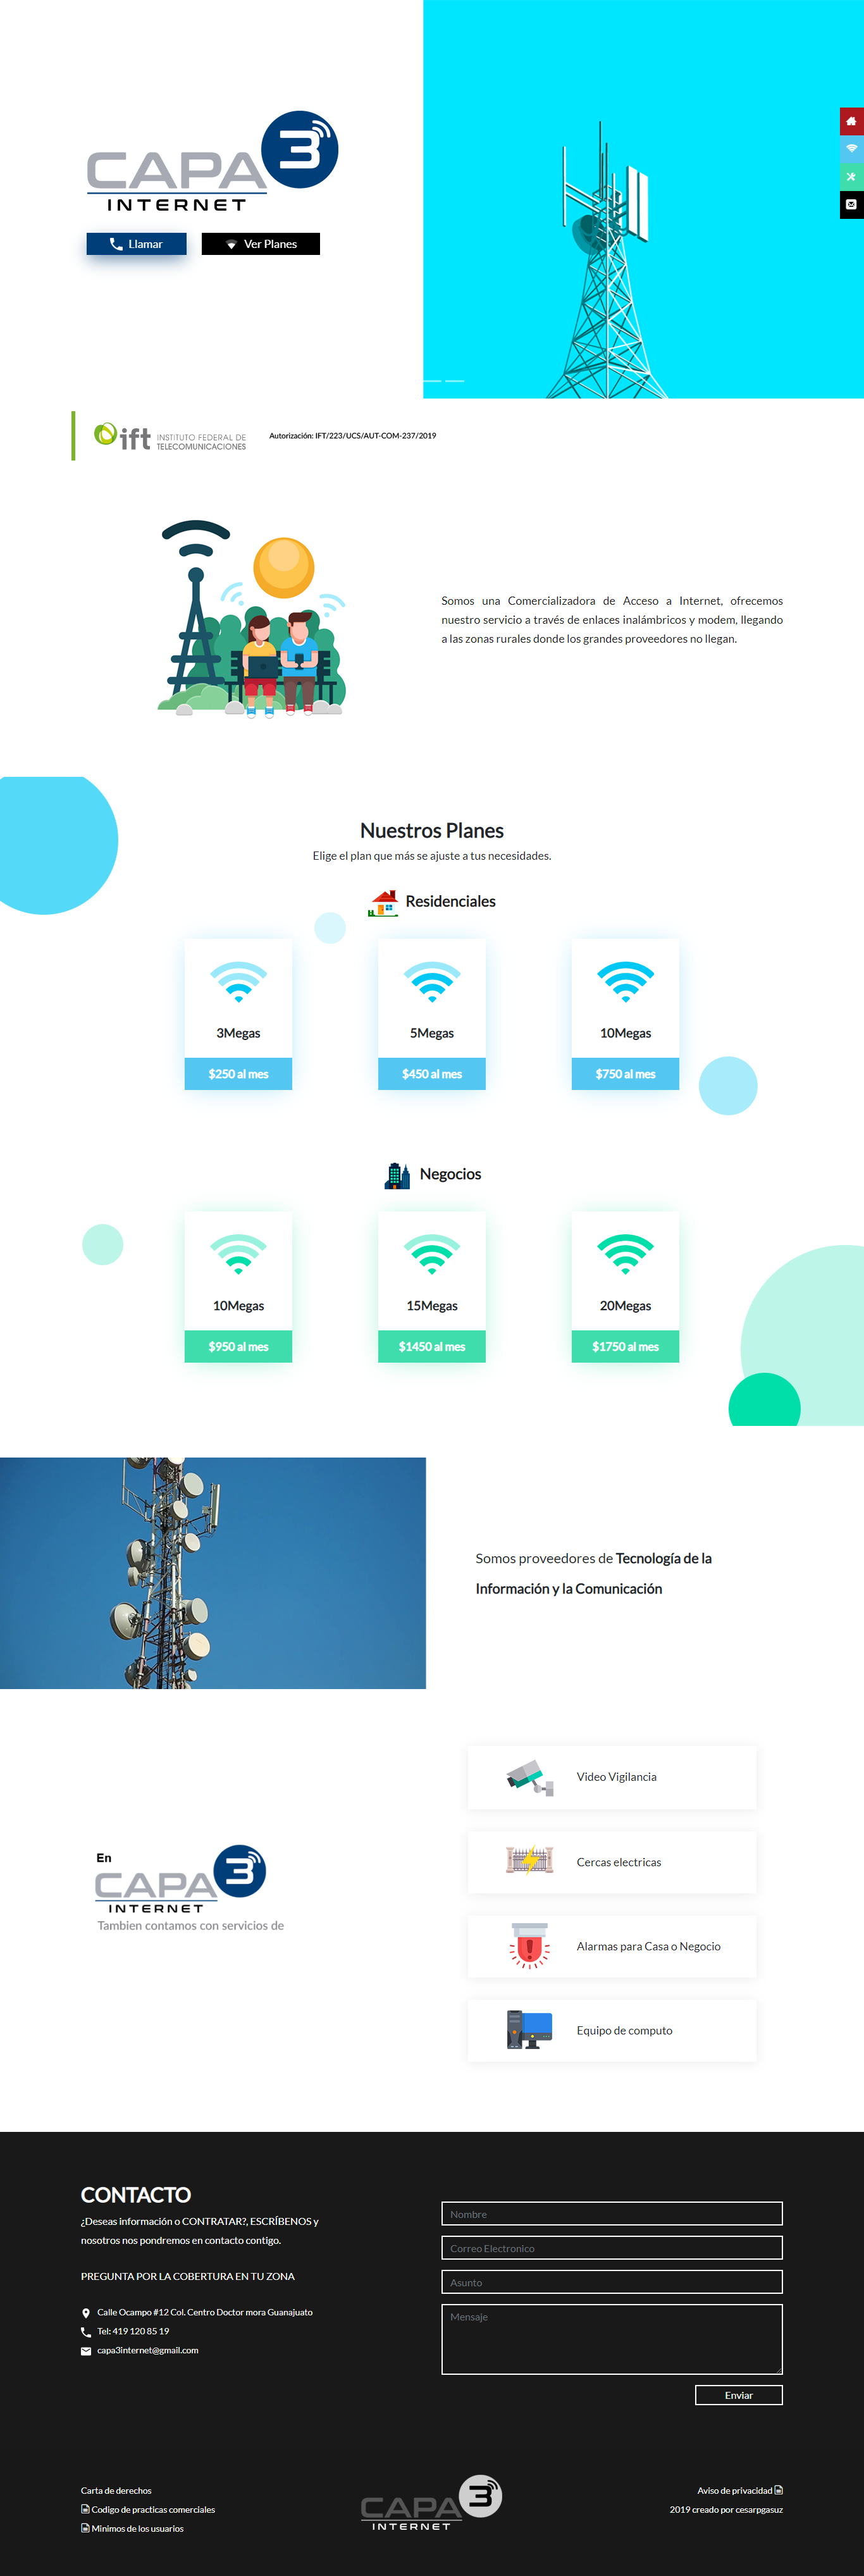 CAPA 3
INTERNET
Llamar
Ver Planes
ift INSTITUTO FEDERAL DE
TELECOMUNICACIONES
Autorización: IFT/223/UCS/AUT-COM-237/2019
Somos una Comercializadora de Acceso a Internet, ofrecemos
nuestro servicio a través de enlaces inalámbricos y modem, llegando
a las zonas rurales donde los grandes proveedores no llegan.
Nuestros Planes
Elige el plan que más se ajuste a tus necesidades.
Residenciales
3Megas
$250 al mes
5Megas
$450 al mes
10Megas
$750 al mes
Negocios
10Megas
$950 al mes
15Megas
$1450 al mes
20Megas
$1750 al mes
Somos proveedores de Tecnología de la
Información y la Comunicación
En
CAPA 3
INTERNET
Tambien contamos con servicios de
Video Vigilancia
Cercas electricas
Alarmas para Casa o Negocio
Equipo de computo
CONTACTO
¿Deseas información o CONTRATAR?, ESCRÍBENOS y
nosotros nos pondremos en contacto contigo.
PREGUNTA POR LA COBERTURA EN TU ZONA
Calle Ocampo #12 Col. Centro Doctor mora Guanajuato
Tel: 419 120 85 19
capa3internet@gmail.com
Nombre
Correo Electronico
Asunto
Mensaje
Enviar
Carta de derechos
Codigo de practicas comerciales
Minimos de los usuarios
CAPA 3
INTERNET
Aviso de privacidad
2019 creado por cesarpgasuz